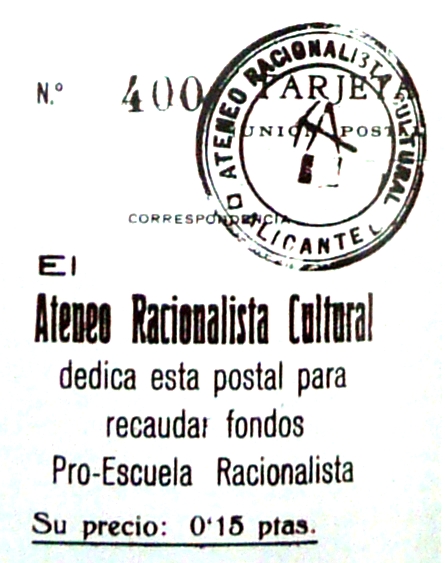 N.º 400
TARJETA
UNION POSTAL
CORRESPONDENCIA
ATENEO RACIONALISTA CULTURAL
ALICANTE
El
Ateneo Racionalista Cultural
dedica esta postal para
recaudar fondos
Pro-Escuela Racionalista
Su precio: 0'15 ptas.